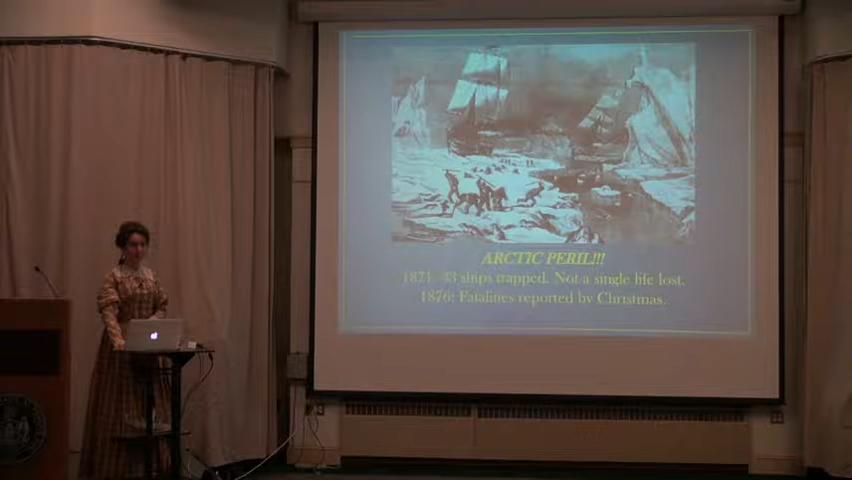 ARCTIC PERIL!!!
1871: 33 ships trapped. Not a single life lost.
1876: Fatalities reported by Christmas.